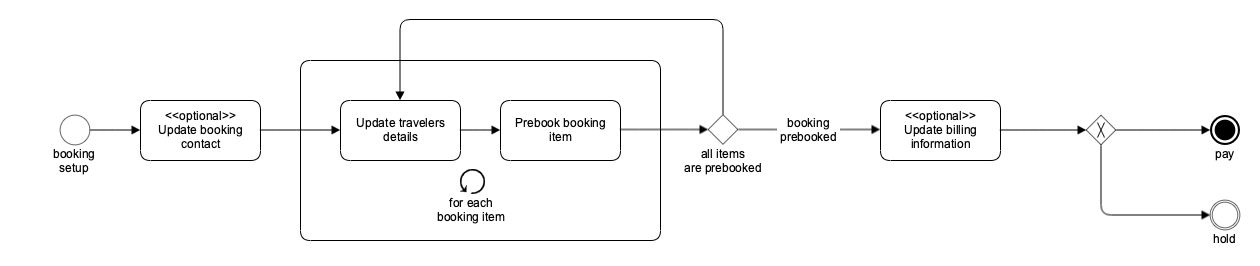 booking
setup
<<optional>>
Update booking
contact
Update travelers
details
Prebook booking
item
for each
booking item
all items
are prebooked
booking
prebooked
<<optional>>
Update billing
information
X
pay
hold